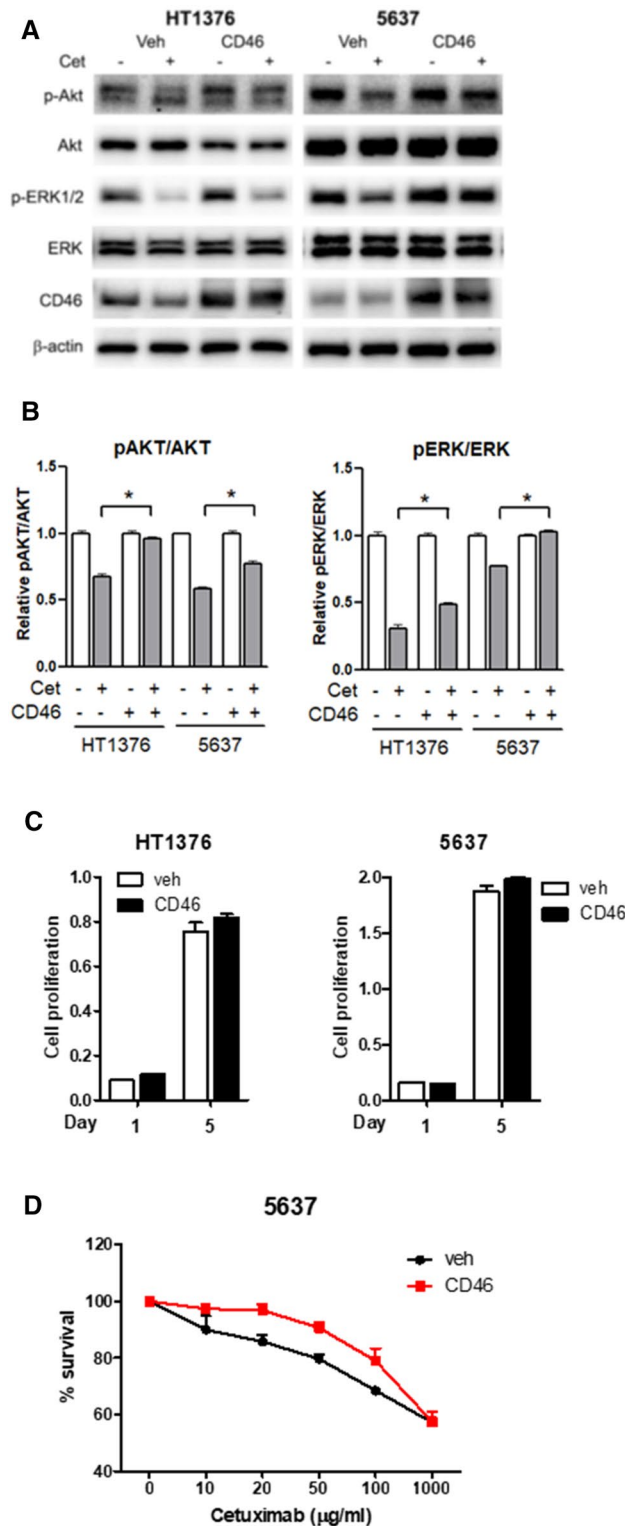 A
HT1376 5637
Veh CD46 Veh CD46
Cet - + - + - + - +
p-Akt
Akt
p-ERK1/2
ERK
CD46
β-actin
B
pAKT/AKT
Relative pAKT/AKT
1.5
1.0
0.5
0.0
* *
- + - + - + - + Cet
- - + + - - + + CD46
HT1376 5637
pERK/ERK
Relative pERK/ERK
1.5
1.0
0.5
0.0
* *
Cet - + - + - + - +
CD46 - - + + - - + +
HT1376 5637
C
HT1376
Cell proliferation
1.0
0.8
0.6
0.4
0.2
0.0
veh
CD46
Day 1 5
5637
Cell proliferation
2.0
1.5
1.0
0.5
0.0
veh
CD46
Day 1 5
D
5637
% survival
120
100
80
60
40
veh
CD46
0 10 20 50 100 1000
Cetuximab (μg/ml)